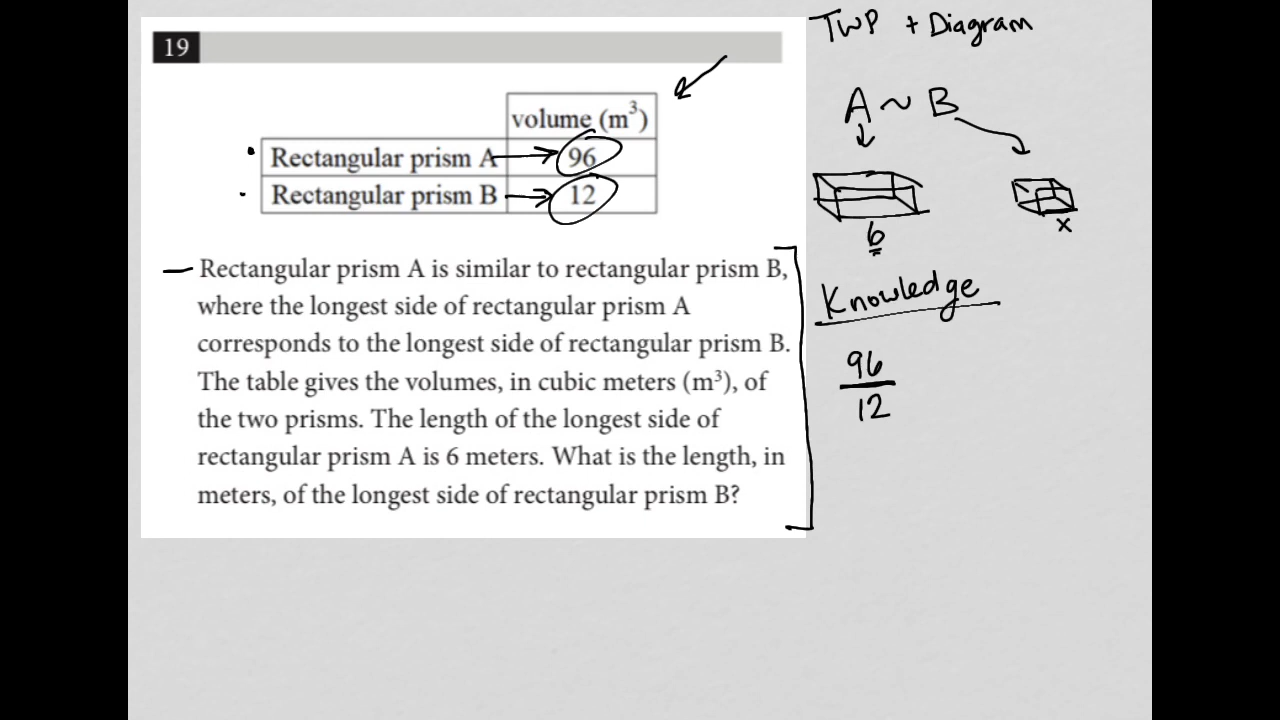 19
TWP + Diagram
volume (m³)
Rectangular prism A 96
Rectangular prism B 12
A ~ B
6
x
Rectangular prism A is similar to rectangular prism B,
where the longest side of rectangular prism A
corresponds to the longest side of rectangular prism B.
The table gives the volumes, in cubic meters (m³), of
the two prisms. The length of the longest side of
rectangular prism A is 6 meters. What is the length, in
meters, of the longest side of rectangular prism B?
Knowledge
96
12